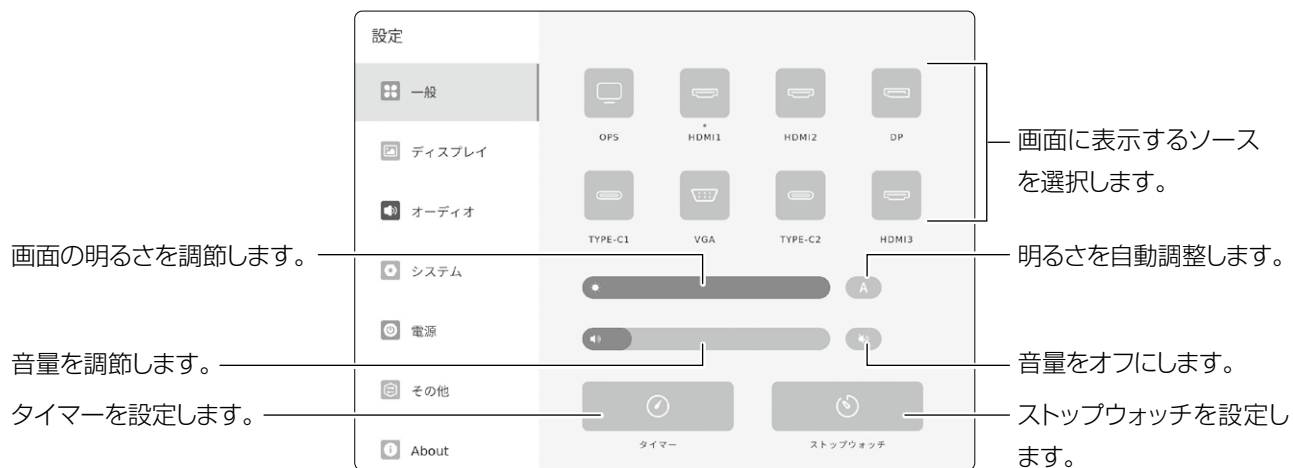 設定
一般
ディスプレイ
オーディオ
システム
電源
その他
About
OPS
HDMI1
HDMI2
DP
TYPE-C1
VGA
TYPE-C2
HDMI3
A
タイマー
ストップウォッチ
画面の明るさを調節します。
音量を調節します。
タイマーを設定します。
画面に表示するソース
を選択します。
明るさを自動調整します。
音量をオフにします。
ストップウォッチを設定し
ます。